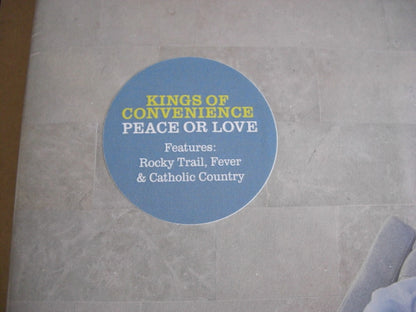 KINGS OF
CONVENIENCE
PEACE OR LOVE
Features:
Rocky Trail, Fever
& Catholic Country